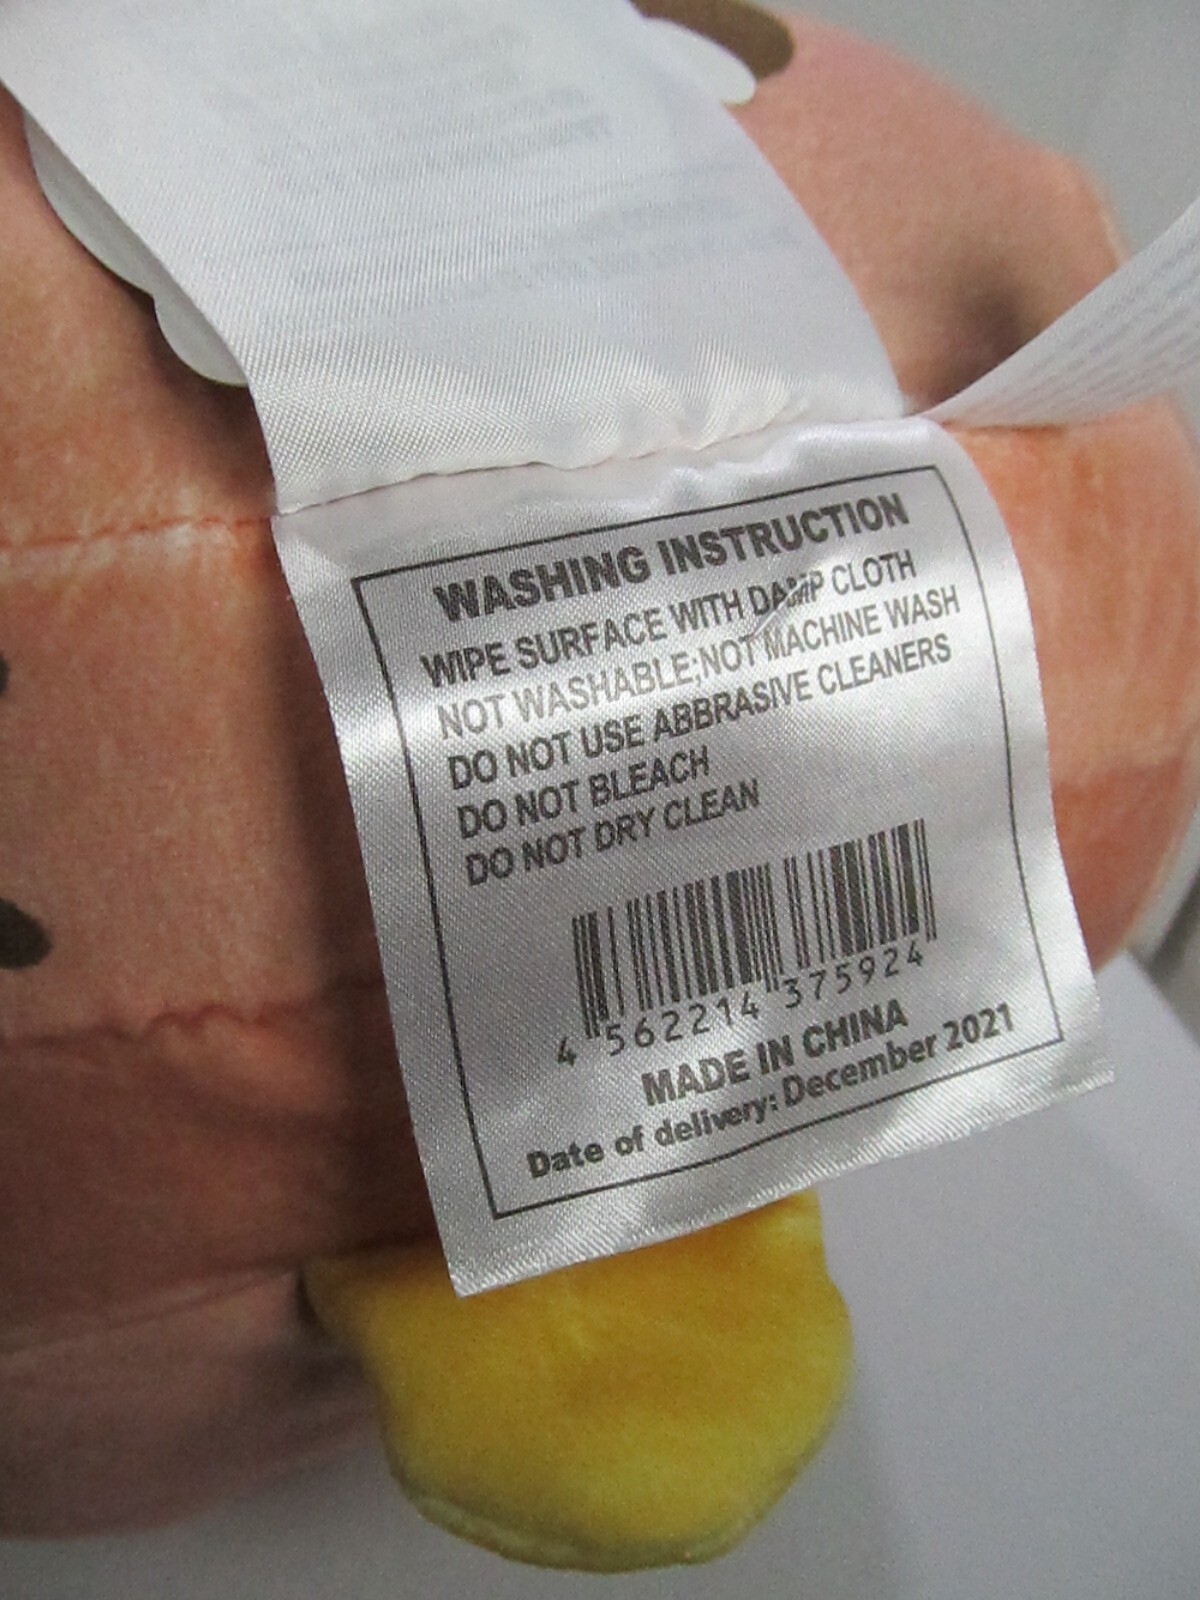 WASHING INSTRUCTION
WIPE SURFACE WITH DAMP CLOTH
NOT WASHABLE;NOT MACHINE WASH
DO NOT USE ABBRASIVE CLEANERS
DO NOT BLEACH
DO NOT DRY CLEAN
4 562214 375924
MADE IN CHINA
Date of delivery: December 2021